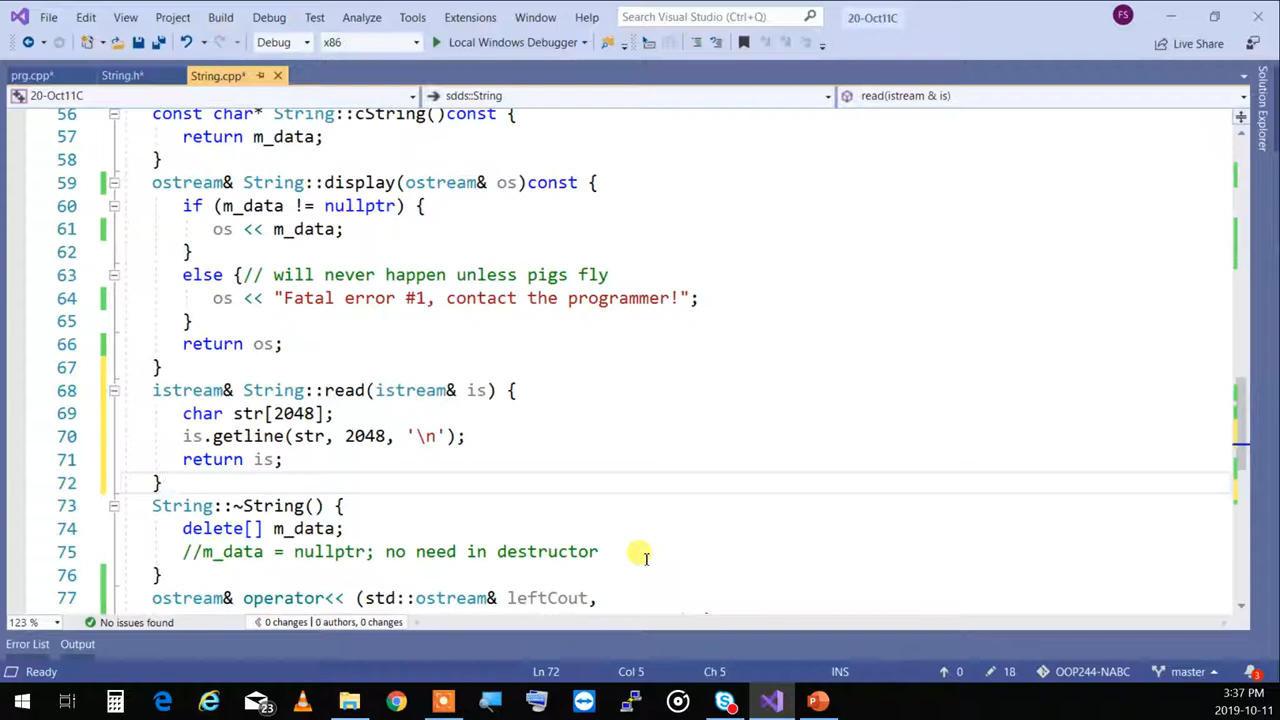 File Edit View Project Build Debug Test Analyze Tools Extensions Window Help Search Visual Studio (Ctrl+Q) 20-Oct11C FS
Debug x86 Local Windows Debugger Live Share
prg.cpp* String.h* String.cpp*
20-Oct11C sdds::String read(istream & is)
56 const char* String::cString()const {
57 return m_data;
58 }
59 ostream& String::display(ostream& os)const {
60 if (m_data != nullptr) {
61 os << m_data;
62 }
63 else {// will never happen unless pigs fly
64 os << "Fatal error #1, contact the programmer!";
65 }
66 return os;
67 }
68 istream& String::read(istream& is) {
69 char str[2048];
70 is.getline(str, 2048, '\n');
71 return is;
72 }
73 String::~String() {
74 delete[] m_data;
75 //m_data = nullptr; no need in destructor
76 }
77 ostream& operator<< (std::ostream& leftCout,
123 % No issues found 0 changes | 0 authors, 0 changes
Error List Output
Ready Ln 72 Col 5 Ch 5 INS 0 18 OOP244-NABC master 3
23
3:37 PM
2019-10-11
Solution Explorer